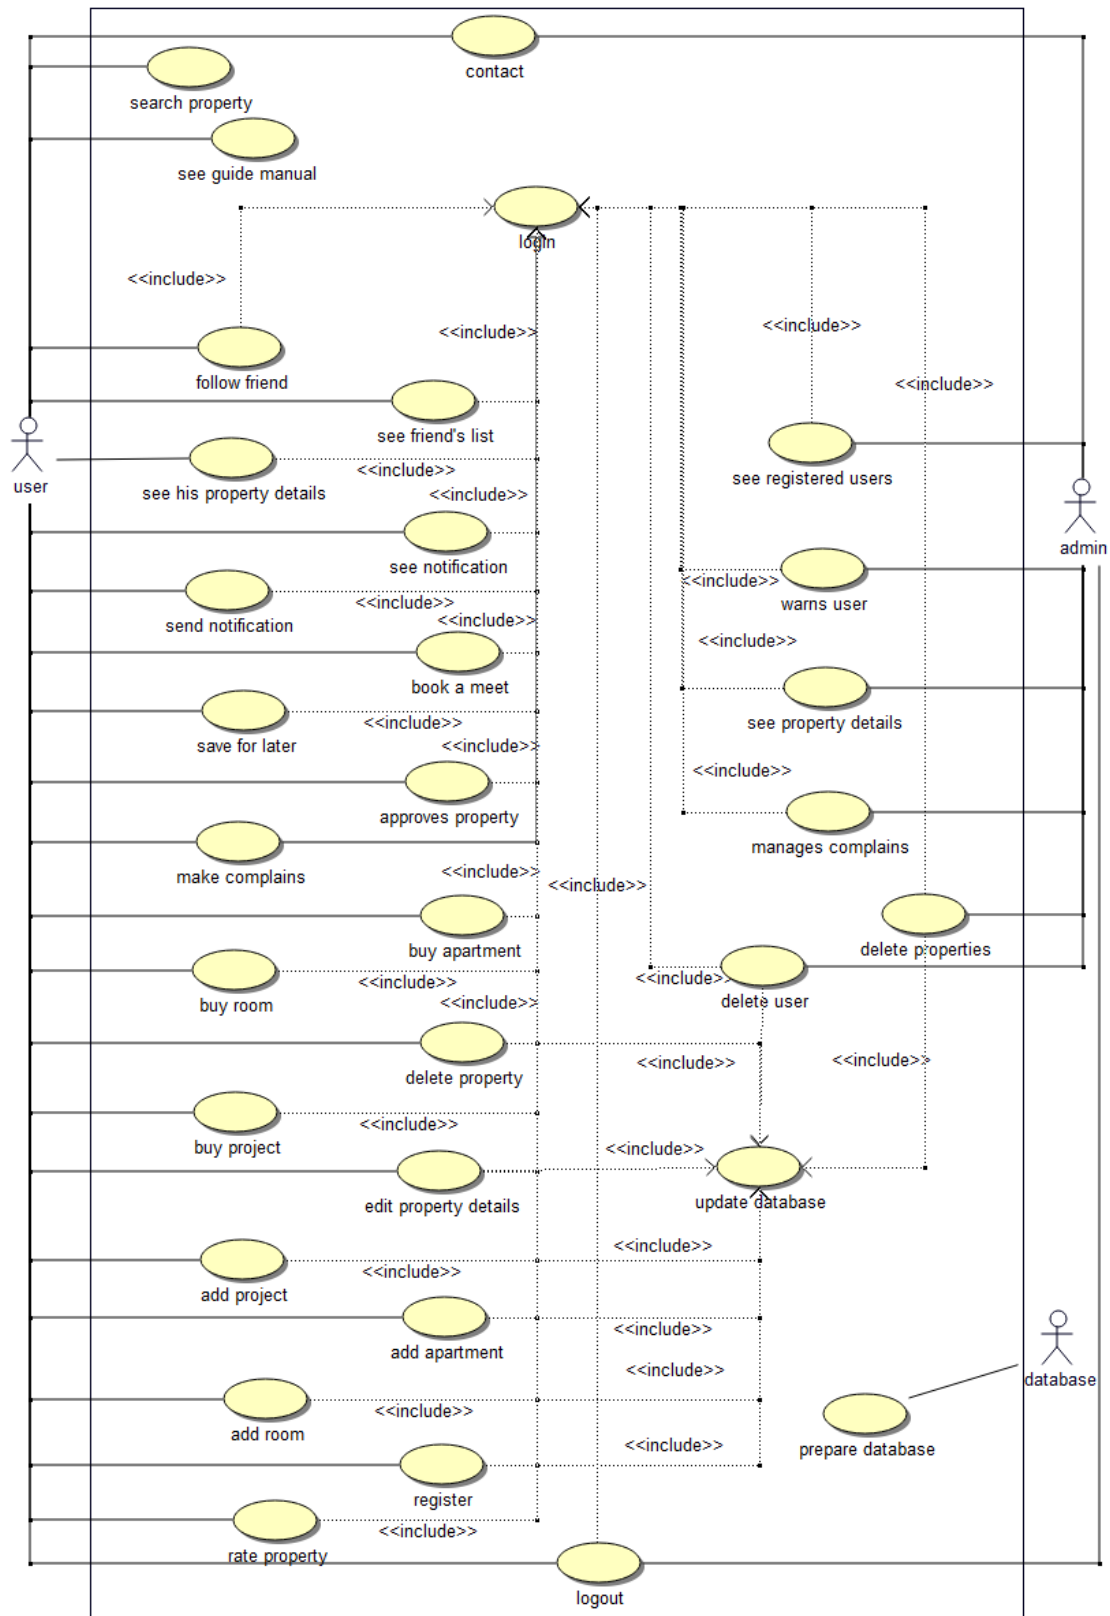 contact
search property
see guide manual
login
<<include>>
<<include>>
<<include>>
follow friend
<<include>>
see friend's list
user
see his property details
<<include>>
see registered users
<<include>>
admin
see notification
<<include>>
warns user
send notification
<<include>>
<<include>>
<<include>>
book a meet
see property details
save for later
<<include>>
<<include>>
<<include>>
approves property
manages complains
make complains
<<include>>
<<include>>
buy apartment
delete properties
buy room
<<include>>
<<include>>
delete user
<<include>>
delete property
<<include>>
<<include>>
buy project
<<include>>
<<include>>
edit property details
update database
<<include>>
add project
<<include>>
add apartment
<<include>>
<<include>>
database
add room
<<include>>
prepare database
<<include>>
register
rate property
<<include>>
logout